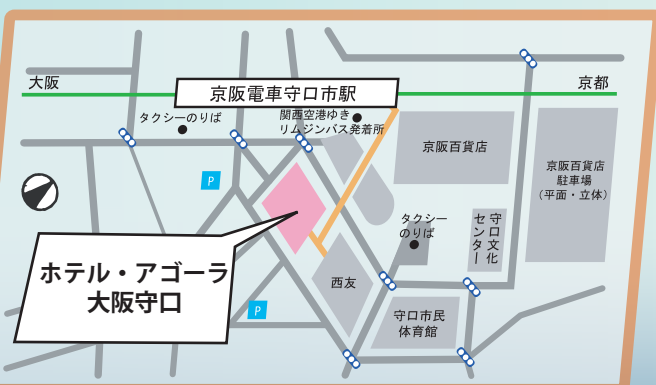 大阪
京都
京阪電車守口市駅
タクシーのりば
関西空港ゆき
リムジンバス発着所
京阪百貨店
京阪百貨店
駐車場
(平面・立体)
P
タクシー
のりば
守口文化
センター
ホテル・アゴーラ
大阪守口
西友
P
守口市民
体育館